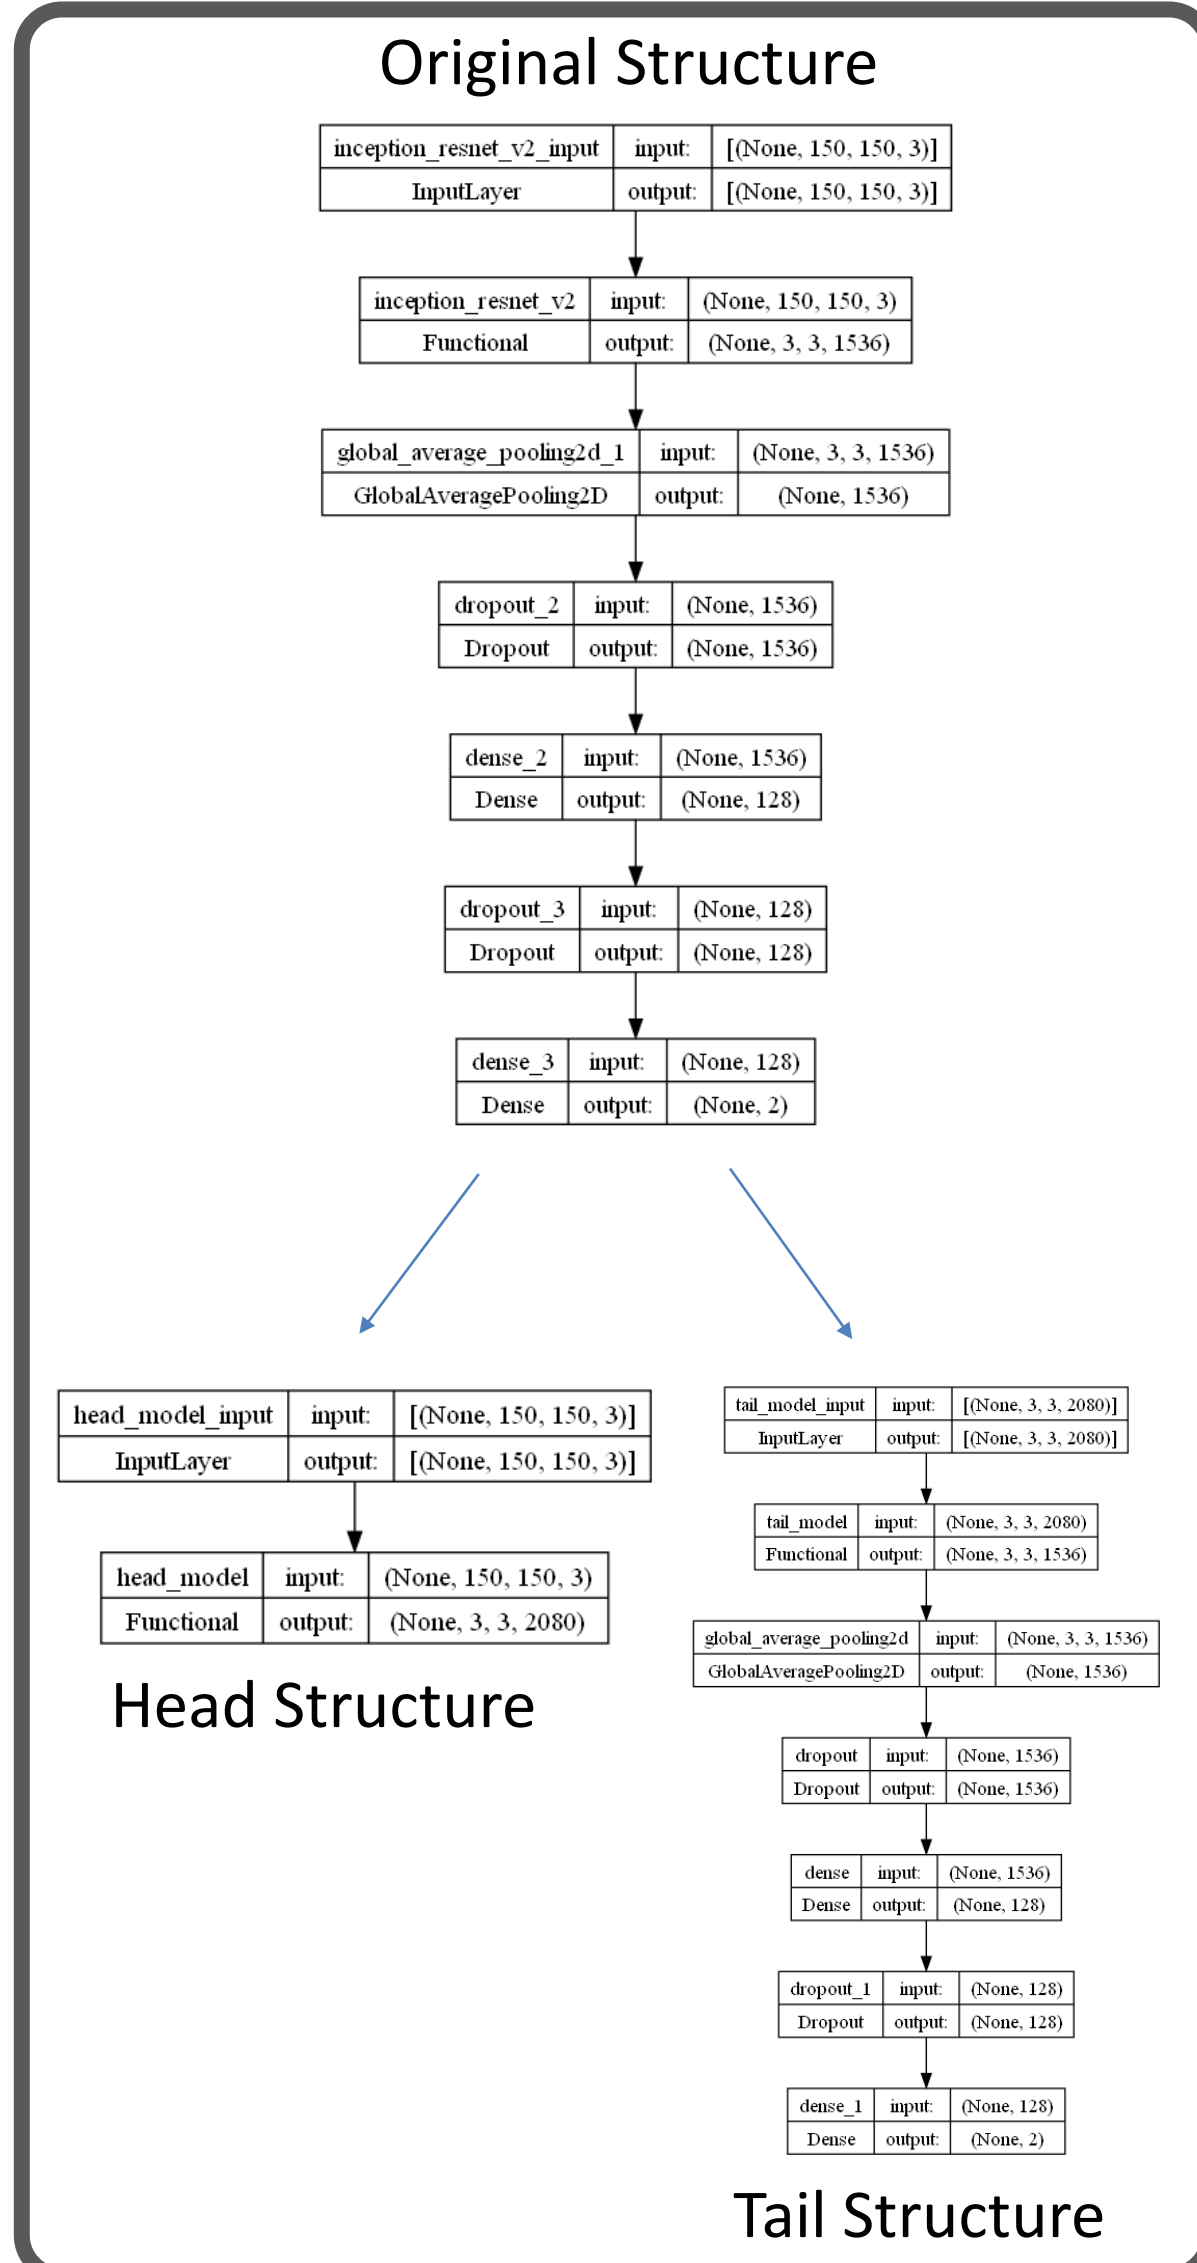 Original Structure
inception_resnet_v2_input input: [(None, 150, 150, 3)]
InputLayer output: [(None, 150, 150, 3)]
inception_resnet_v2 input: (None, 150, 150, 3)
Functional output: (None, 3, 3, 1536)
global_average_pooling2d_1 input: (None, 3, 3, 1536)
GlobalAveragePooling2D output: (None, 1536)
dropout_2 input: (None, 1536)
Dropout output: (None, 1536)
dense_2 input: (None, 1536)
Dense output: (None, 128)
dropout_3 input: (None, 128)
Dropout output: (None, 128)
dense_3 input: (None, 128)
Dense output: (None, 2)
head_model_input input: [(None, 150, 150, 3)]
InputLayer output: [(None, 150, 150, 3)]
head_model input: (None, 150, 150, 3)
Functional output: (None, 3, 3, 2080)
Head Structure
tail_model_input input: [(None, 3, 3, 2080)]
InputLayer output: [(None, 3, 3, 2080)]
tail_model input: (None, 3, 3, 2080)
Functional output: (None, 3, 3, 1536)
global_average_pooling2d input: (None, 3, 3, 1536)
GlobalAveragePooling2D output: (None, 1536)
dropout input: (None, 1536)
Dropout output: (None, 1536)
dense input: (None, 1536)
Dense output: (None, 128)
dropout_1 input: (None, 128)
Dropout output: (None, 128)
dense_1 input: (None, 128)
Dense output: (None, 2)
Tail Structure